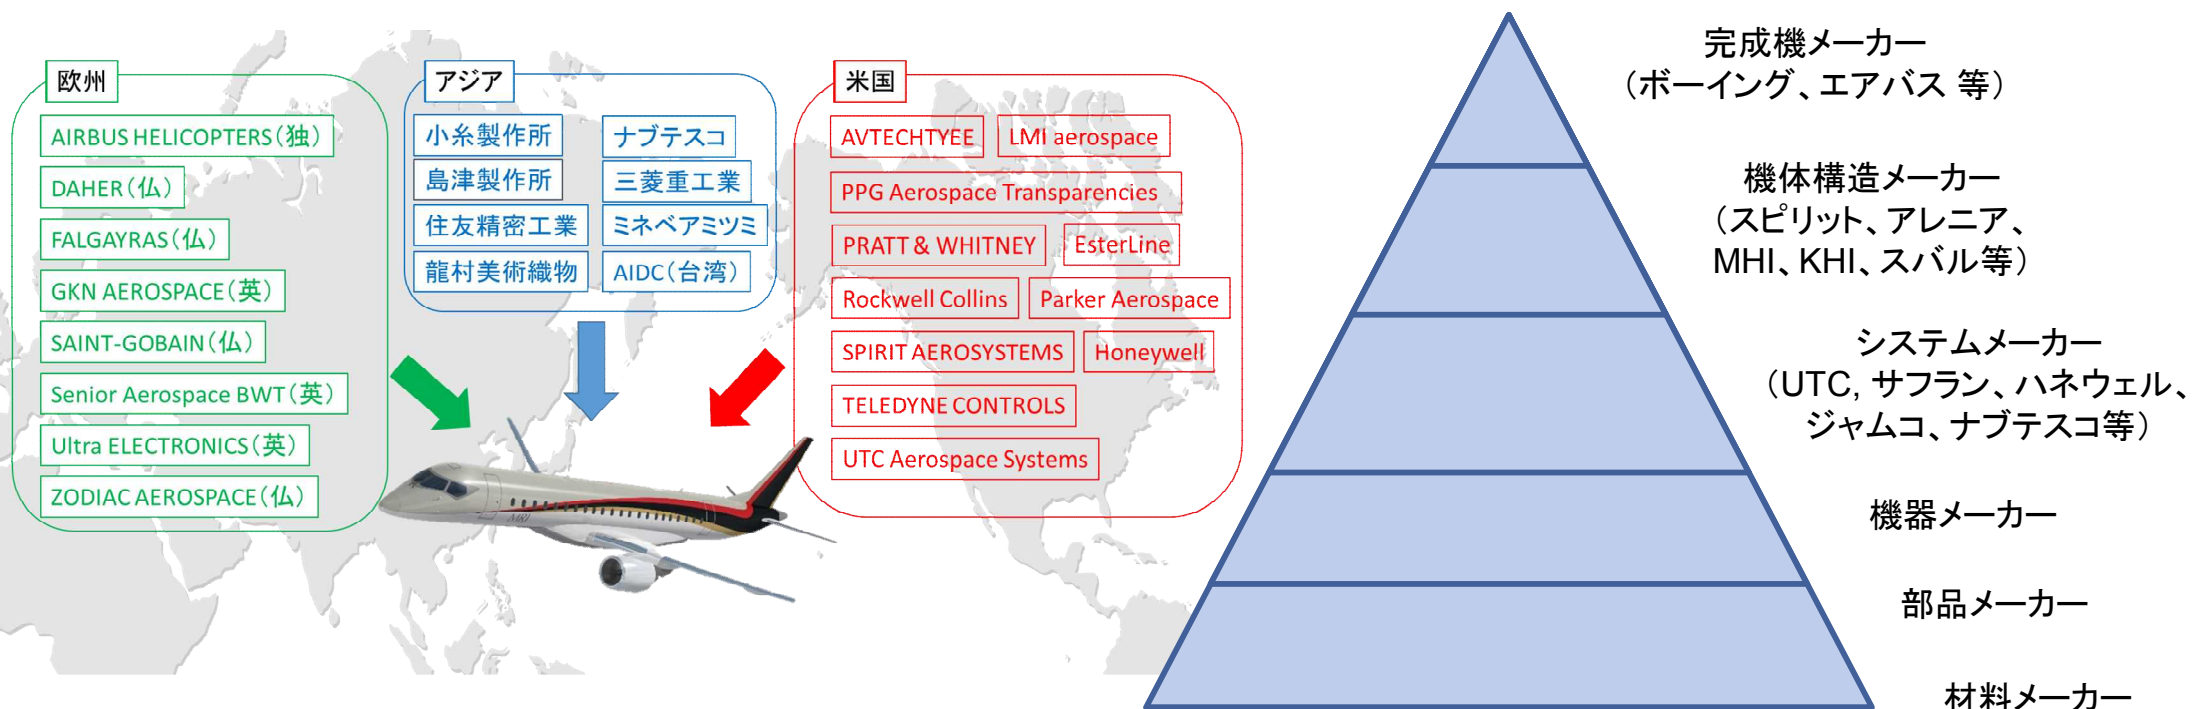 欧州
AIRBUS HELICOPTERS（独）
DAHER（仏）
FALGAYRAS（仏）
GKN AEROSPACE（英）
SAINT-GOBAIN（仏）
Senior Aerospace BWT（英）
Ultra ELECTRONICS（英）
ZODIAC AEROSPACE（仏）
アジア
小糸製作所 ナブテスコ
島津製作所 三菱重工業
住友精密工業 ミネベアミツミ
龍村美術織物 AIDC（台湾）
米国
AVTECHTYEE LMI aerospace
PPG Aerospace Transparencies
PRATT & WHITNEY EsterLine
Rockwell Collins Parker Aerospace
SPIRIT AEROSYSTEMS Honeywell
TELEDYNE CONTROLS
UTC Aerospace Systems
MRJ
完成機メーカー
（ボーイング、エアバス 等）
機体構造メーカー
（スピリット、アレニア、
MHI、KHI、スバル等）
システムメーカー
（UTC, サフラン、ハネウェル、
ジャムコ、ナブテスコ等）
機器メーカー
部品メーカー
材料メーカー